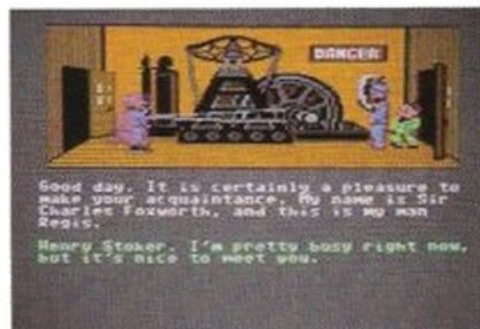 DANGER
Good day. It is certainly a pleasure to
make your acquaintance. My name is Sir
Charles Foxworth, and this is my man
Regis.
Henry Stoker. I'm pretty busy right now,
but it's nice to meet you.